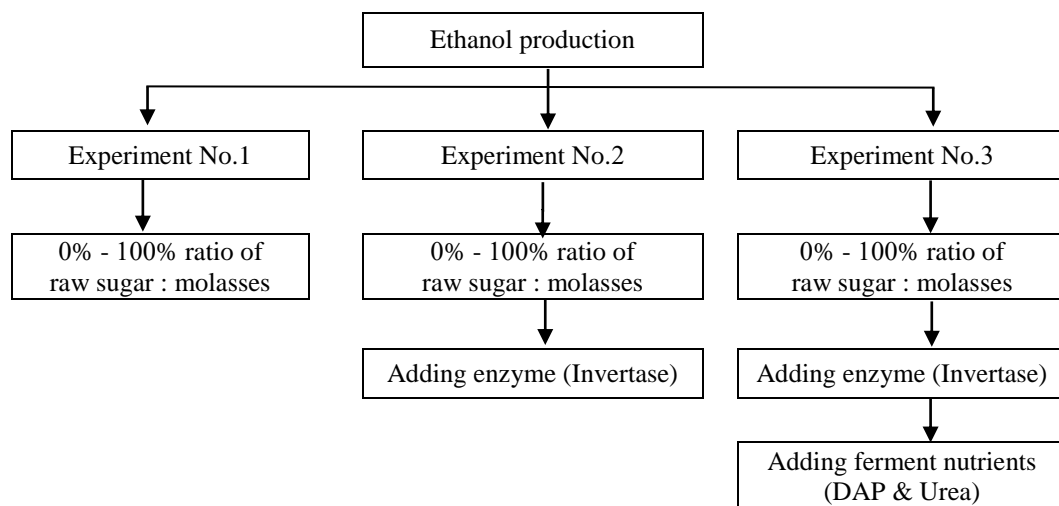 Ethanol production
Experiment No.1
Experiment No.2
Experiment No.3
0% - 100% ratio of
raw sugar : molasses
0% - 100% ratio of
raw sugar : molasses
0% - 100% ratio of
raw sugar : molasses
Adding enzyme (Invertase)
Adding enzyme (Invertase)
Adding ferment nutrients
(DAP & Urea)